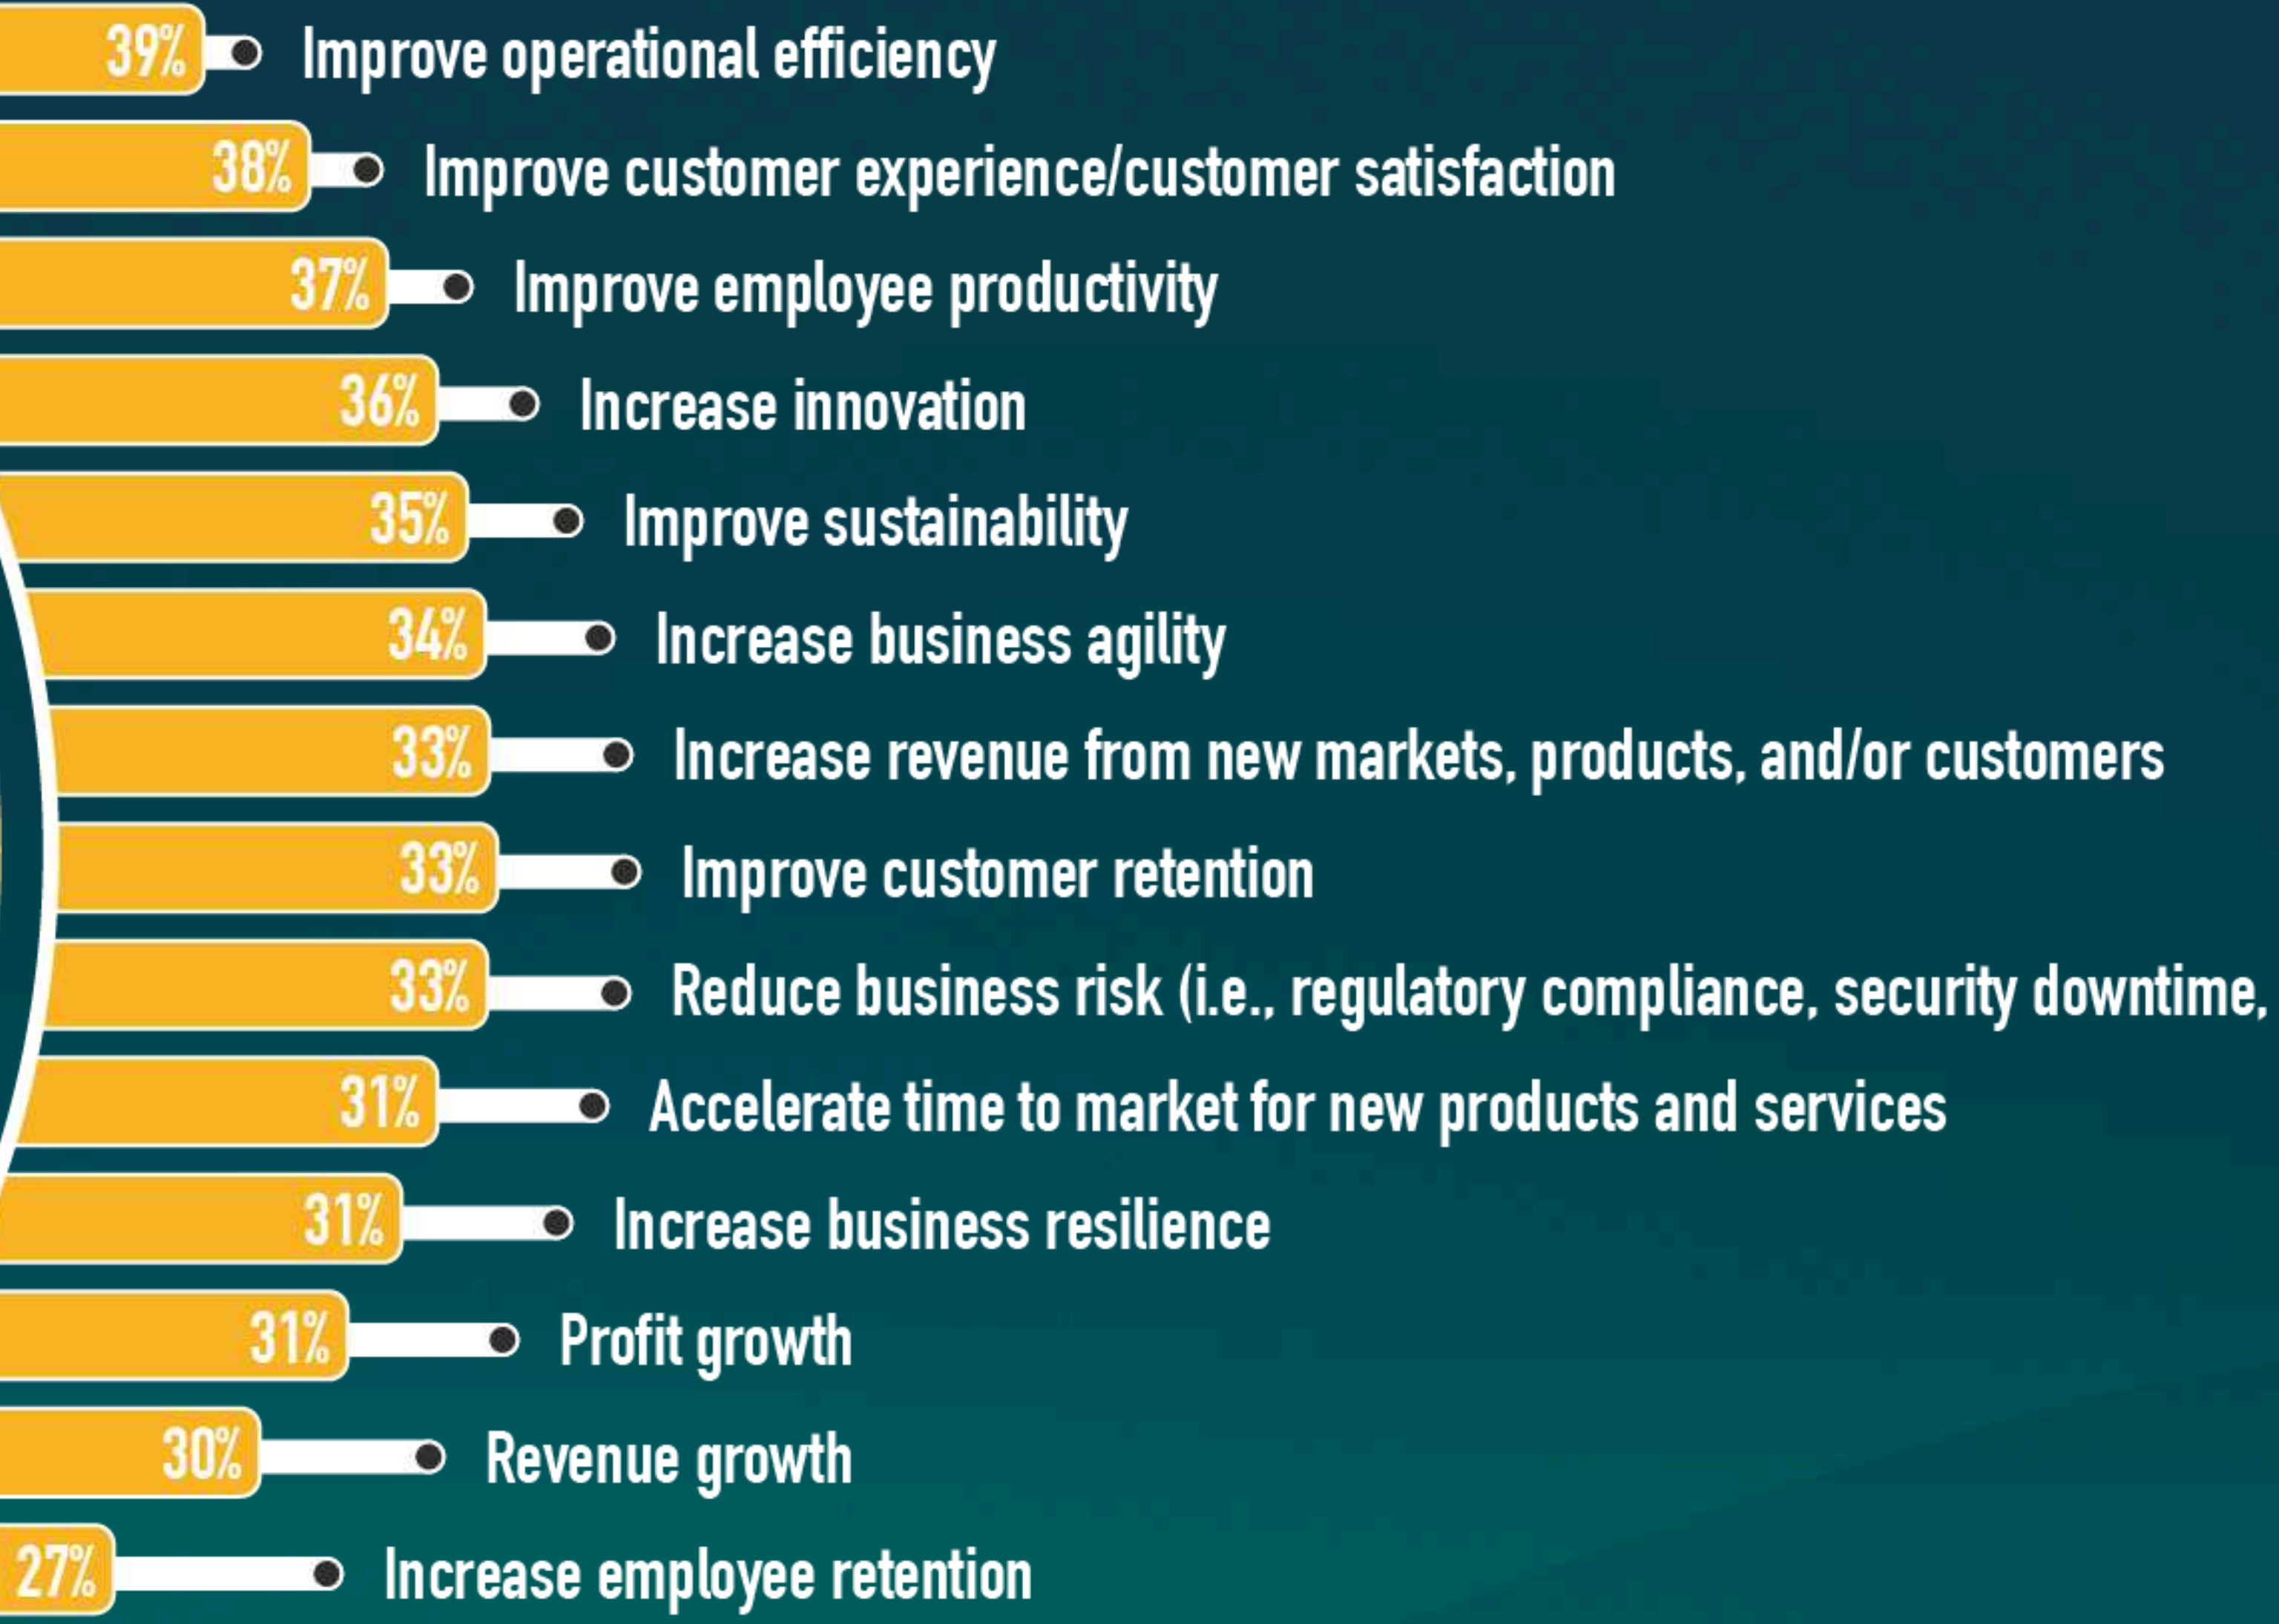 39% Improve operational efficiency
38% Improve customer experience/customer satisfaction
37% Improve employee productivity
36% Increase innovation
35% Improve sustainability
34% Increase business agility
33% Increase revenue from new markets, products, and/or customers
33% Improve customer retention
33% Reduce business risk (i.e., regulatory compliance, security downtime,
31% Accelerate time to market for new products and services
31% Increase business resilience
31% Profit growth
30% Revenue growth
27% Increase employee retention